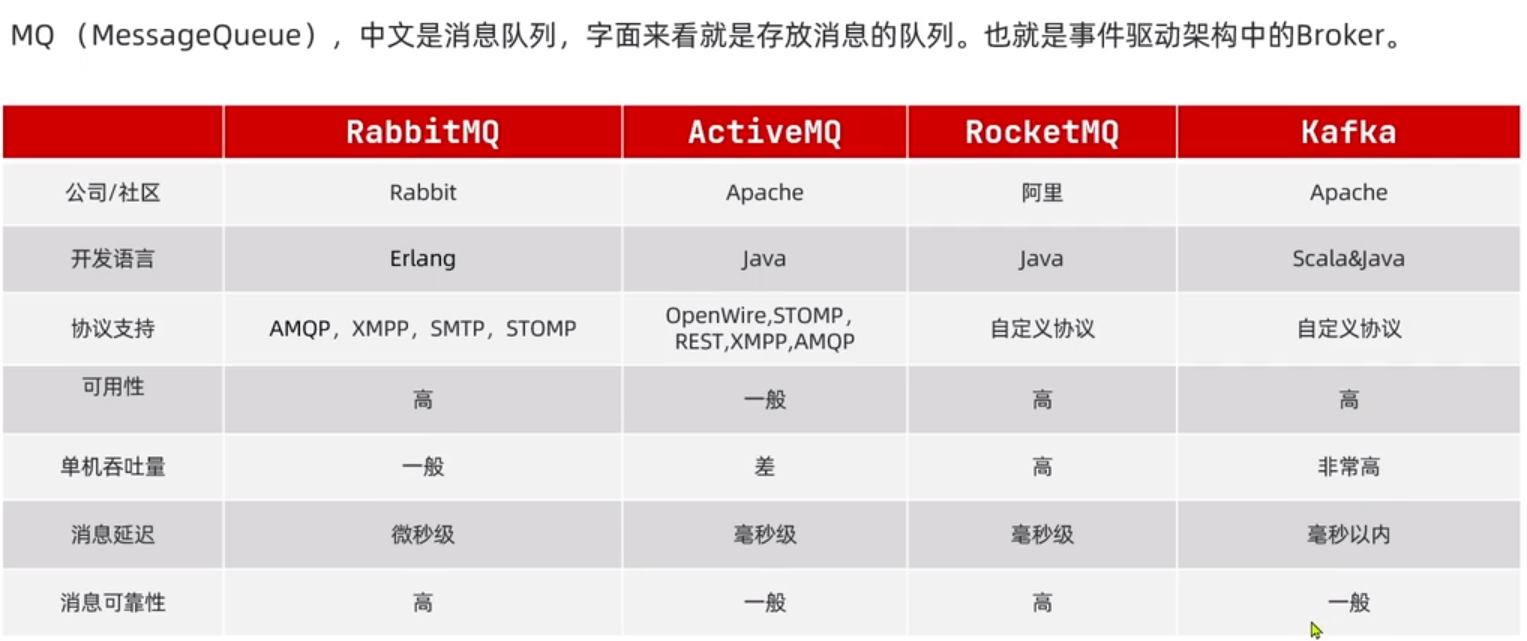 MQ （MessageQueue），中文是消息队列，字面来看就是存放消息的队列。也就是事件驱动架构中的Broker。
RabbitMQ ActiveMQ RocketMQ Kafka
公司/社区 Rabbit Apache 阿里 Apache
开发语言 Erlang Java Java Scala&Java
协议支持 AMQP，XMPP，SMTP，STOMP OpenWire,STOMP，REST,XMPP,AMQP 自定义协议 自定义协议
可用性 高 一般 高 高
单机吞吐量 一般 差 高 非常高
消息延迟 微秒级 毫秒级 毫秒级 毫秒以内
消息可靠性 高 一般 高 一般